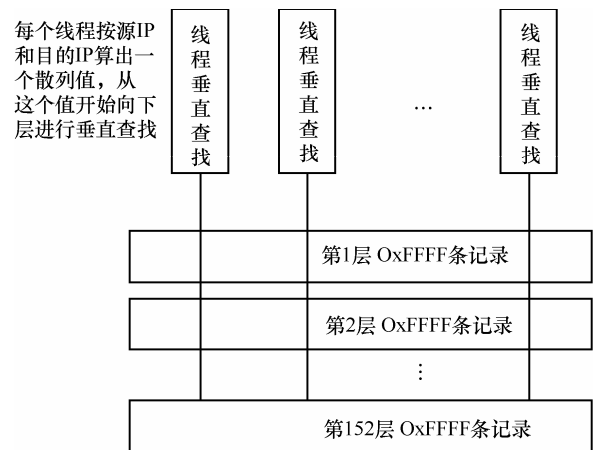 每个线程按源IP
和目的IP算出一
个散列值，从
这个值开始向下
层进行垂直查找
线程垂直查找
线程垂直查找
…
线程垂直查找
第1层 OxFFFF条记录
第2层 OxFFFF条记录
⋮
第152层 OxFFFF条记录